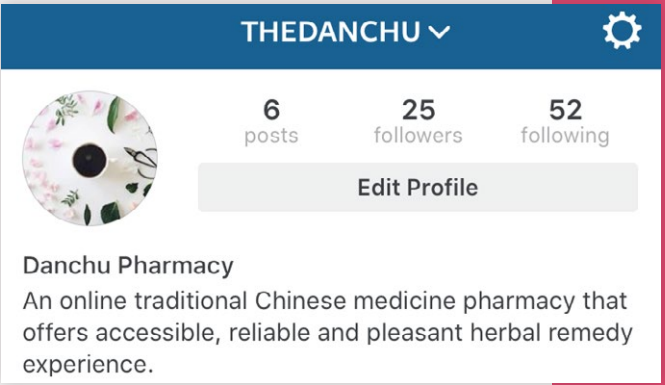 THEDANCHU
6 25 52
posts followers following
Edit Profile
Danchu Pharmacy
An online traditional Chinese medicine pharmacy that
offers accessible, reliable and pleasant herbal remedy
experience.